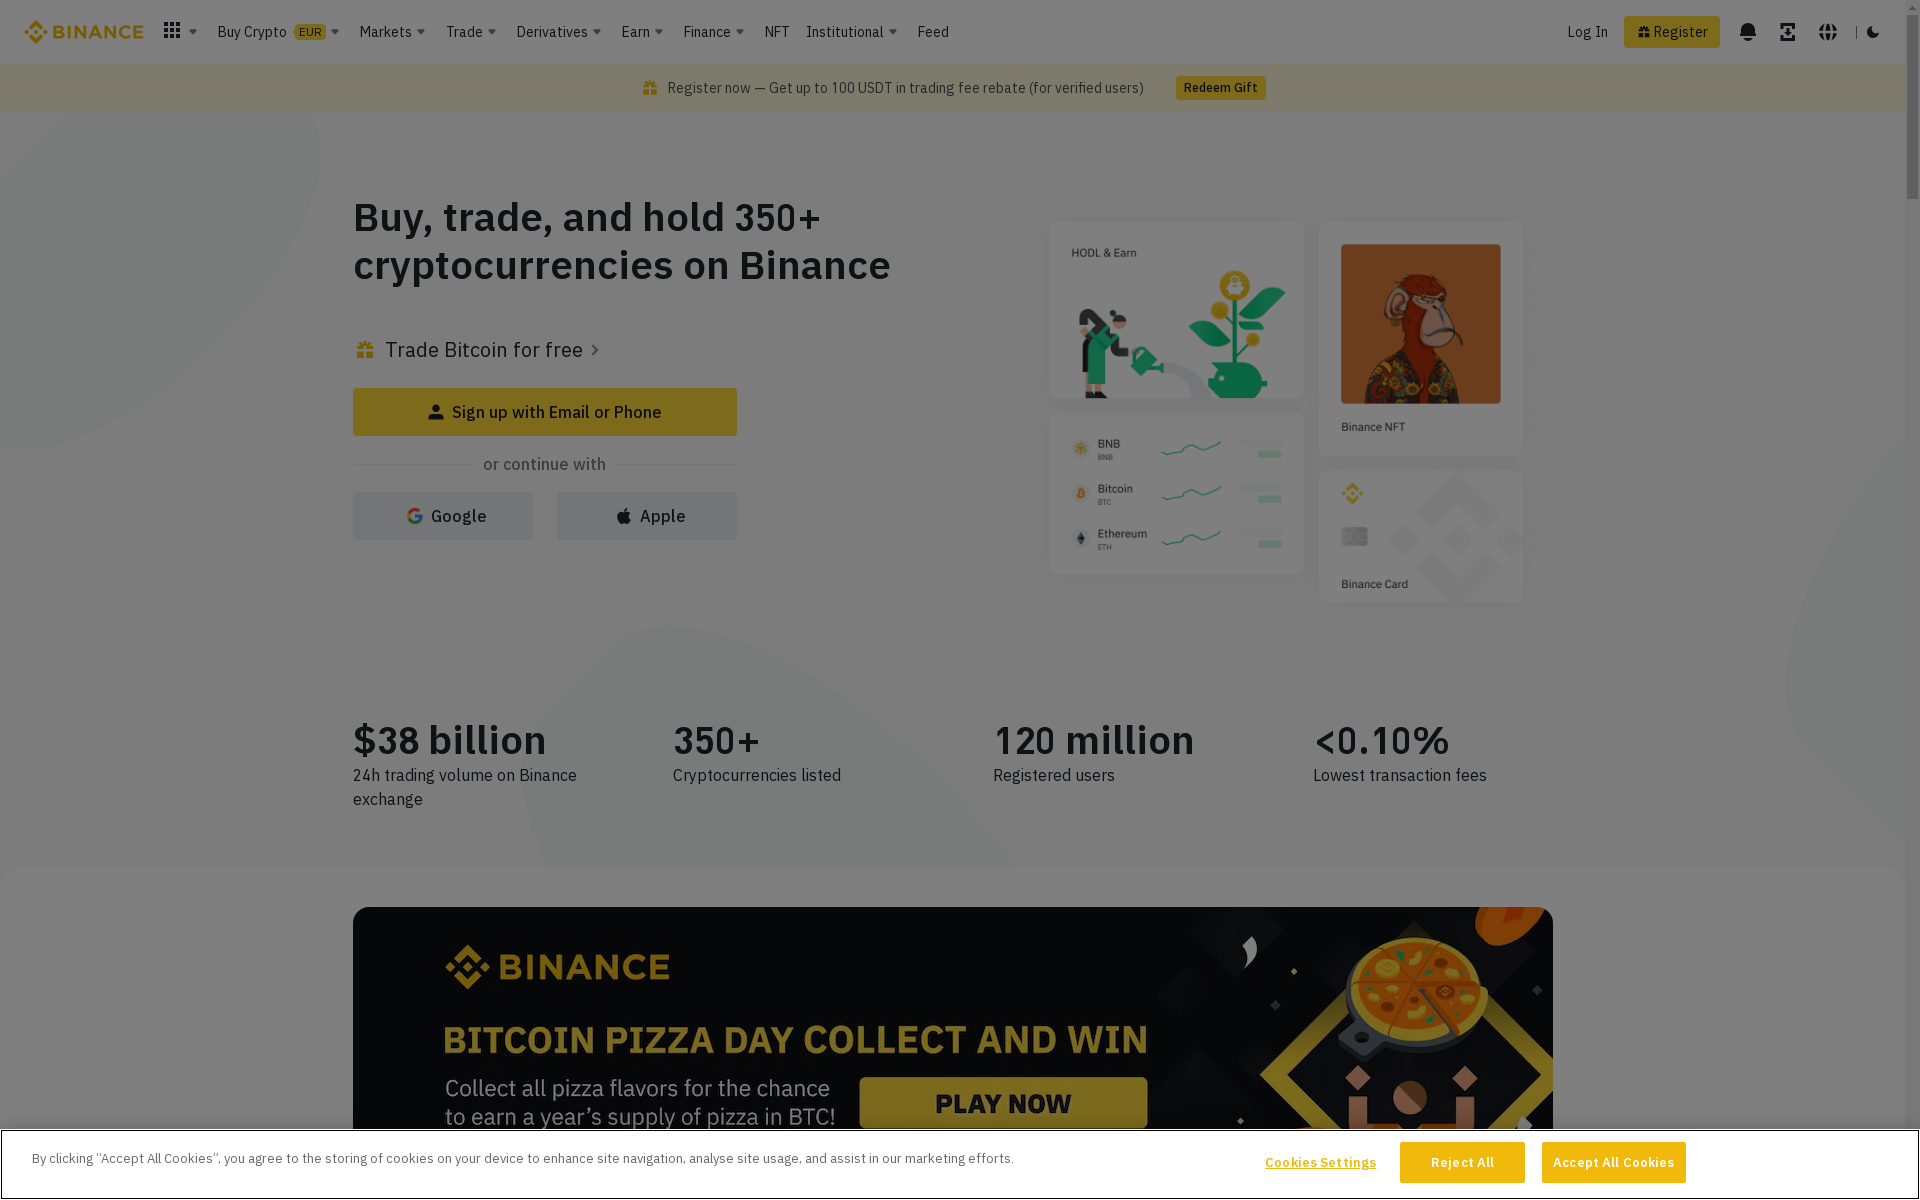 BINANCE
Buy Crypto EUR
Markets
Trade
Derivatives
Earn
Finance
NFT
Institutional
Feed
Log In
Register
Register now — Get up to 100 USDT in trading fee rebate (for verified users)
Redeem Gift
Buy, trade, and hold 350+
cryptocurrencies on Binance
Trade Bitcoin for free
Sign up with Email or Phone
or continue with
Google
Apple
HODL & Earn
Binance NFT
BNB
BNB
Bitcoin
BTC
Ethereum
ETH
Binance Card
$38 billion
24h trading volume on Binance
exchange
350+
Cryptocurrencies listed
120 million
Registered users
<0.10%
Lowest transaction fees
BINANCE
BITCOIN PIZZA DAY COLLECT AND WIN
Collect all pizza flavors for the chance
to earn a year's supply of pizza in BTC!
PLAY NOW
By clicking “Accept All Cookies”, you agree to the storing of cookies on your device to enhance site navigation, analyse site usage, and assist in our marketing efforts.
Cookies Settings
Reject All
Accept All Cookies